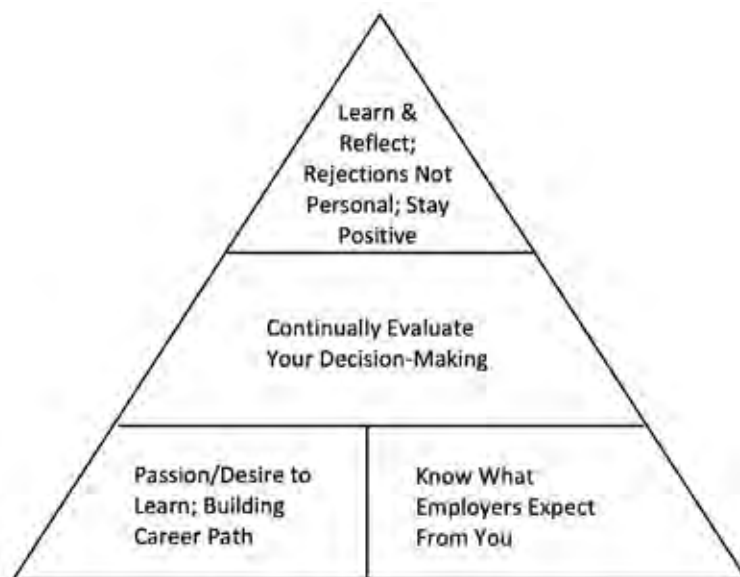 Learn &
Reflect;
Rejections Not
Personal; Stay
Positive
Continually Evaluate
Your Decision-Making
Passion/Desire to
Learn; Building
Career Path
Know What
Employers Expect
From You